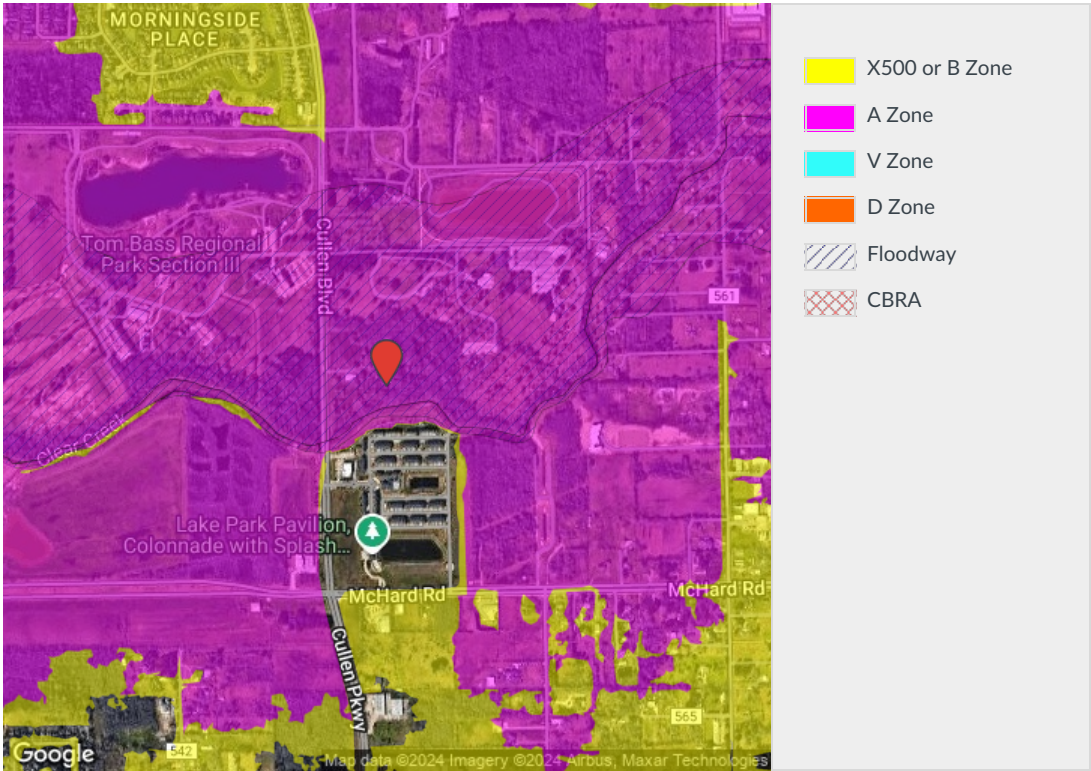 MORNINGSIDE
PLACE
Tom Bass Regional
Park Section III
Cullen Blvd
561
Clear Creek
Lake Park Pavilion,
Colonnade with Splash...
McHard Rd
McHard Rd
Cullen Pkwy
565
542
Google
Map data ©2024 Imagery ©2024 Airbus, Maxar Technologies
X500 or B Zone
A Zone
V Zone
D Zone
Floodway
CBRA